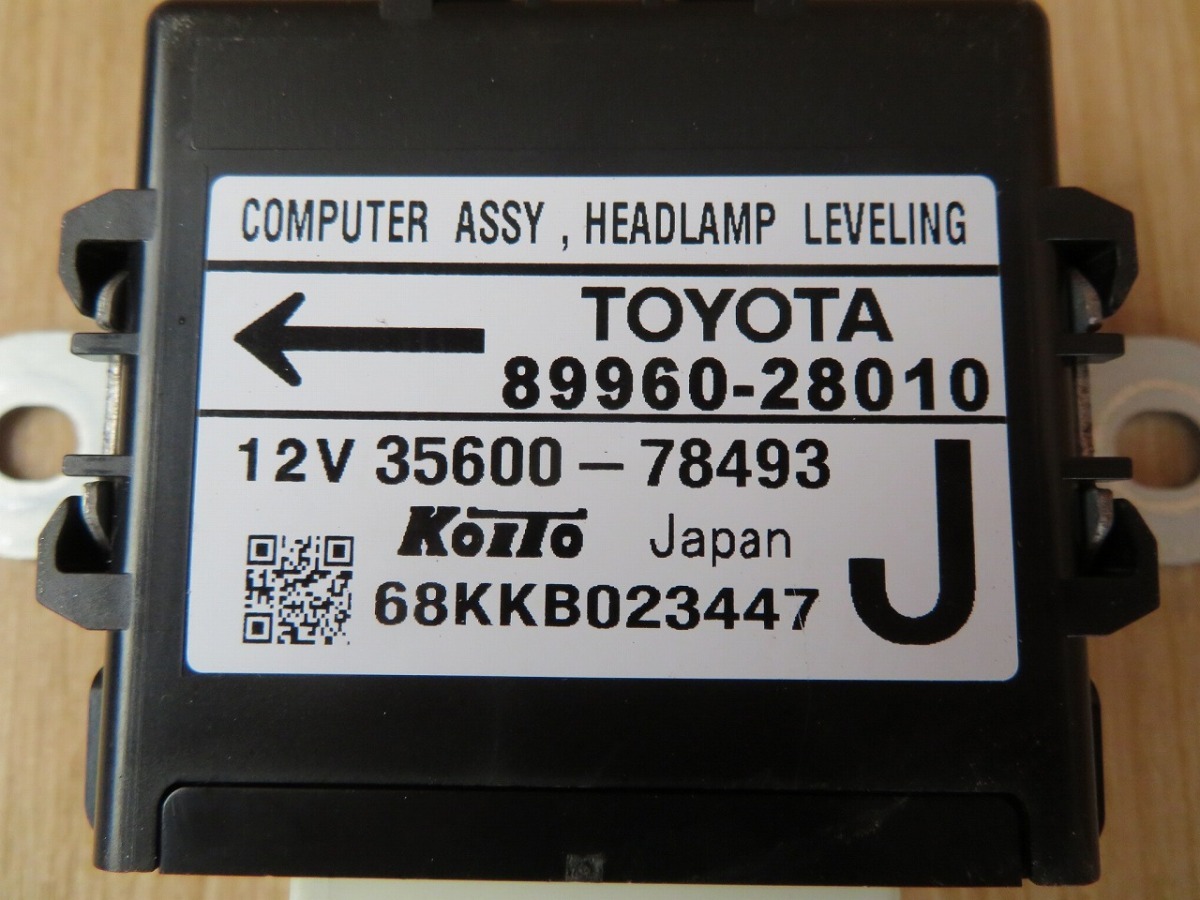 COMPUTER ASSY , HEADLAMP LEVELING
TOYOTA
89960-28010
12V 35600-78493
KOITO Japan
68KKB023447
J